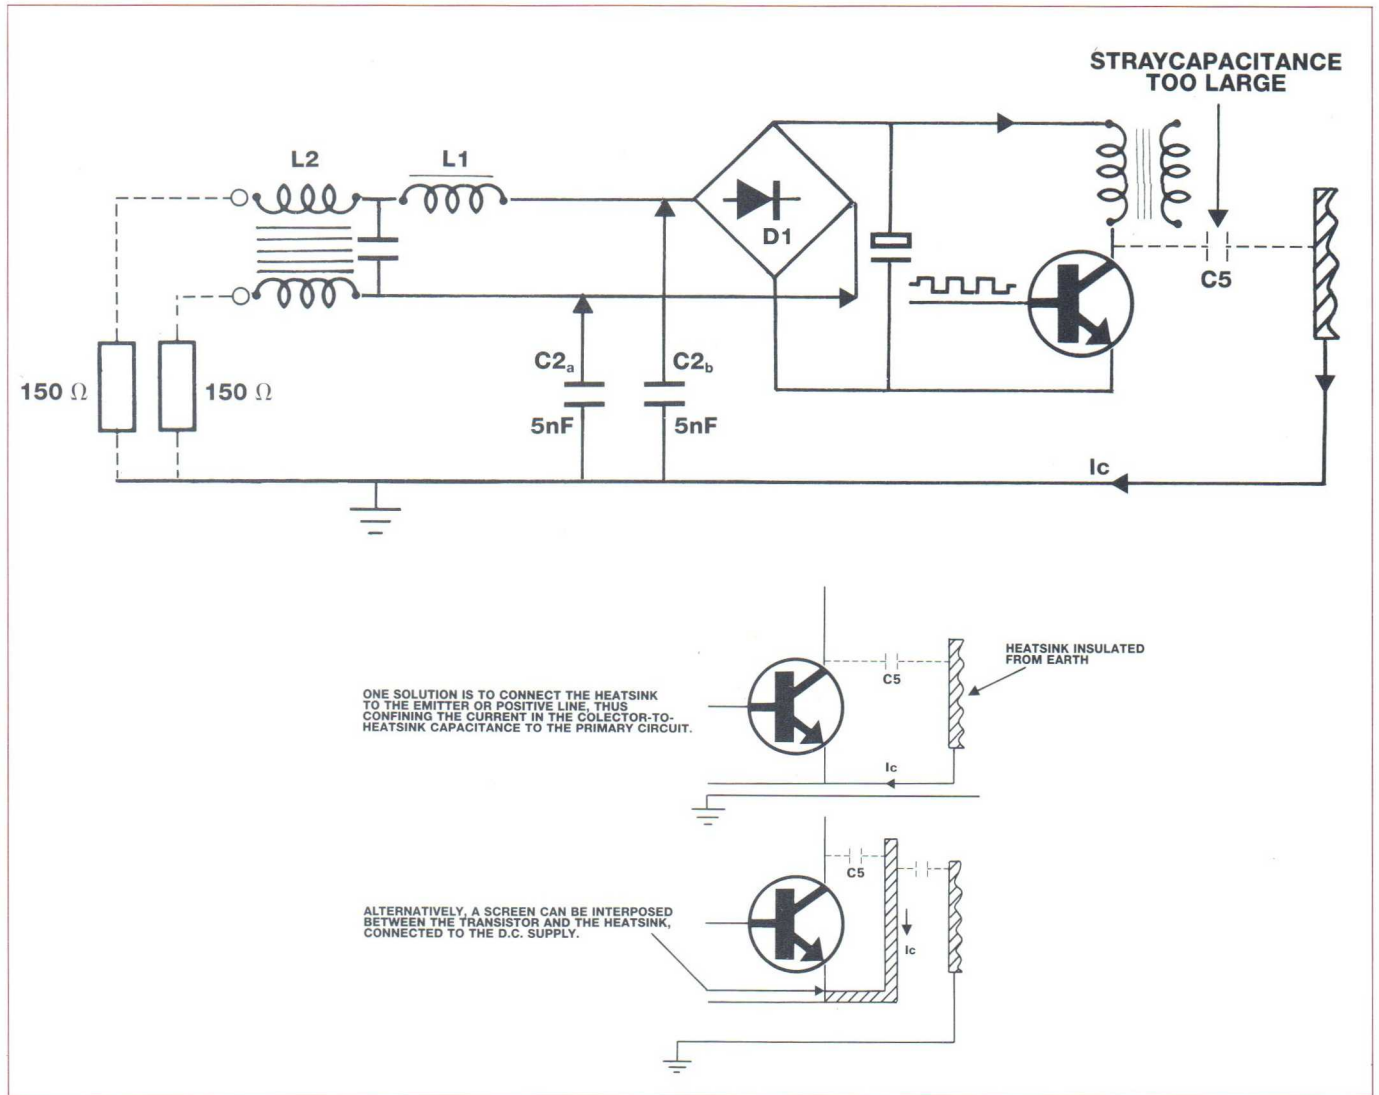 STRAYCAPACITANCE
TOO LARGE
L2
L1
D1
C5
150 Ω
150 Ω
C2a
5nF
C2b
5nF
Ic
HEATSINK INSULATED
FROM EARTH
C5
ONE SOLUTION IS TO CONNECT THE HEATSINK
TO THE EMITTER OR POSITIVE LINE, THUS
CONFINING THE CURRENT IN THE COLECTOR-TO-
HEATSINK CAPACITANCE TO THE PRIMARY CIRCUIT.
Ic
C5
ALTERNATIVELY, A SCREEN CAN BE INTERPOSED
BETWEEN THE TRANSISTOR AND THE HEATSINK,
CONNECTED TO THE D.C. SUPPLY.
Ic